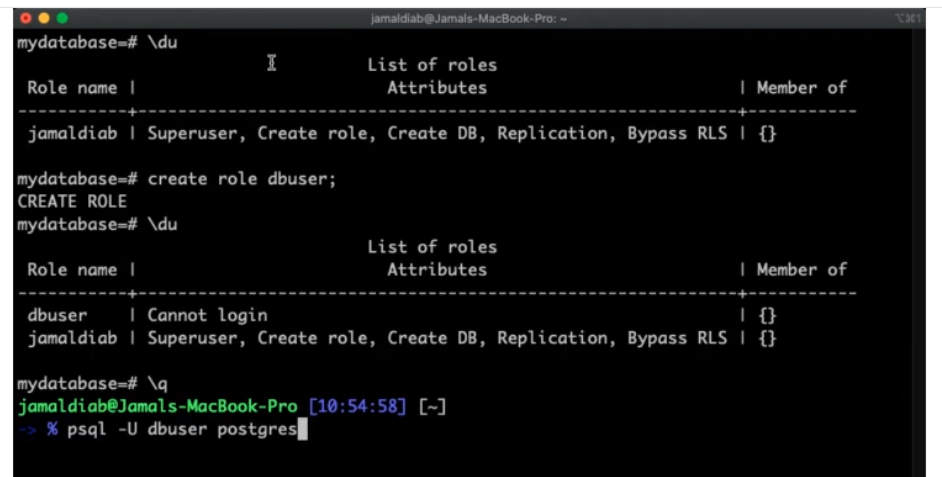 jamaldiab@Jamals-MacBook-Pro: ~
mydatabase=# \du
List of roles
Role name | Attributes | Member of
-----------+------------------------------------------------------------+-----------
jamaldiab | Superuser, Create role, Create DB, Replication, Bypass RLS | {}
mydatabase=# create role dbuser;
CREATE ROLE
mydatabase=# \du
List of roles
Role name | Attributes | Member of
-----------+------------------------------------------------------------+-----------
dbuser | Cannot login | {}
jamaldiab | Superuser, Create role, Create DB, Replication, Bypass RLS | {}
mydatabase=# \q
jamaldiab@Jamals-MacBook-Pro [10:54:58] [~]
-> % psql -U dbuser postgres